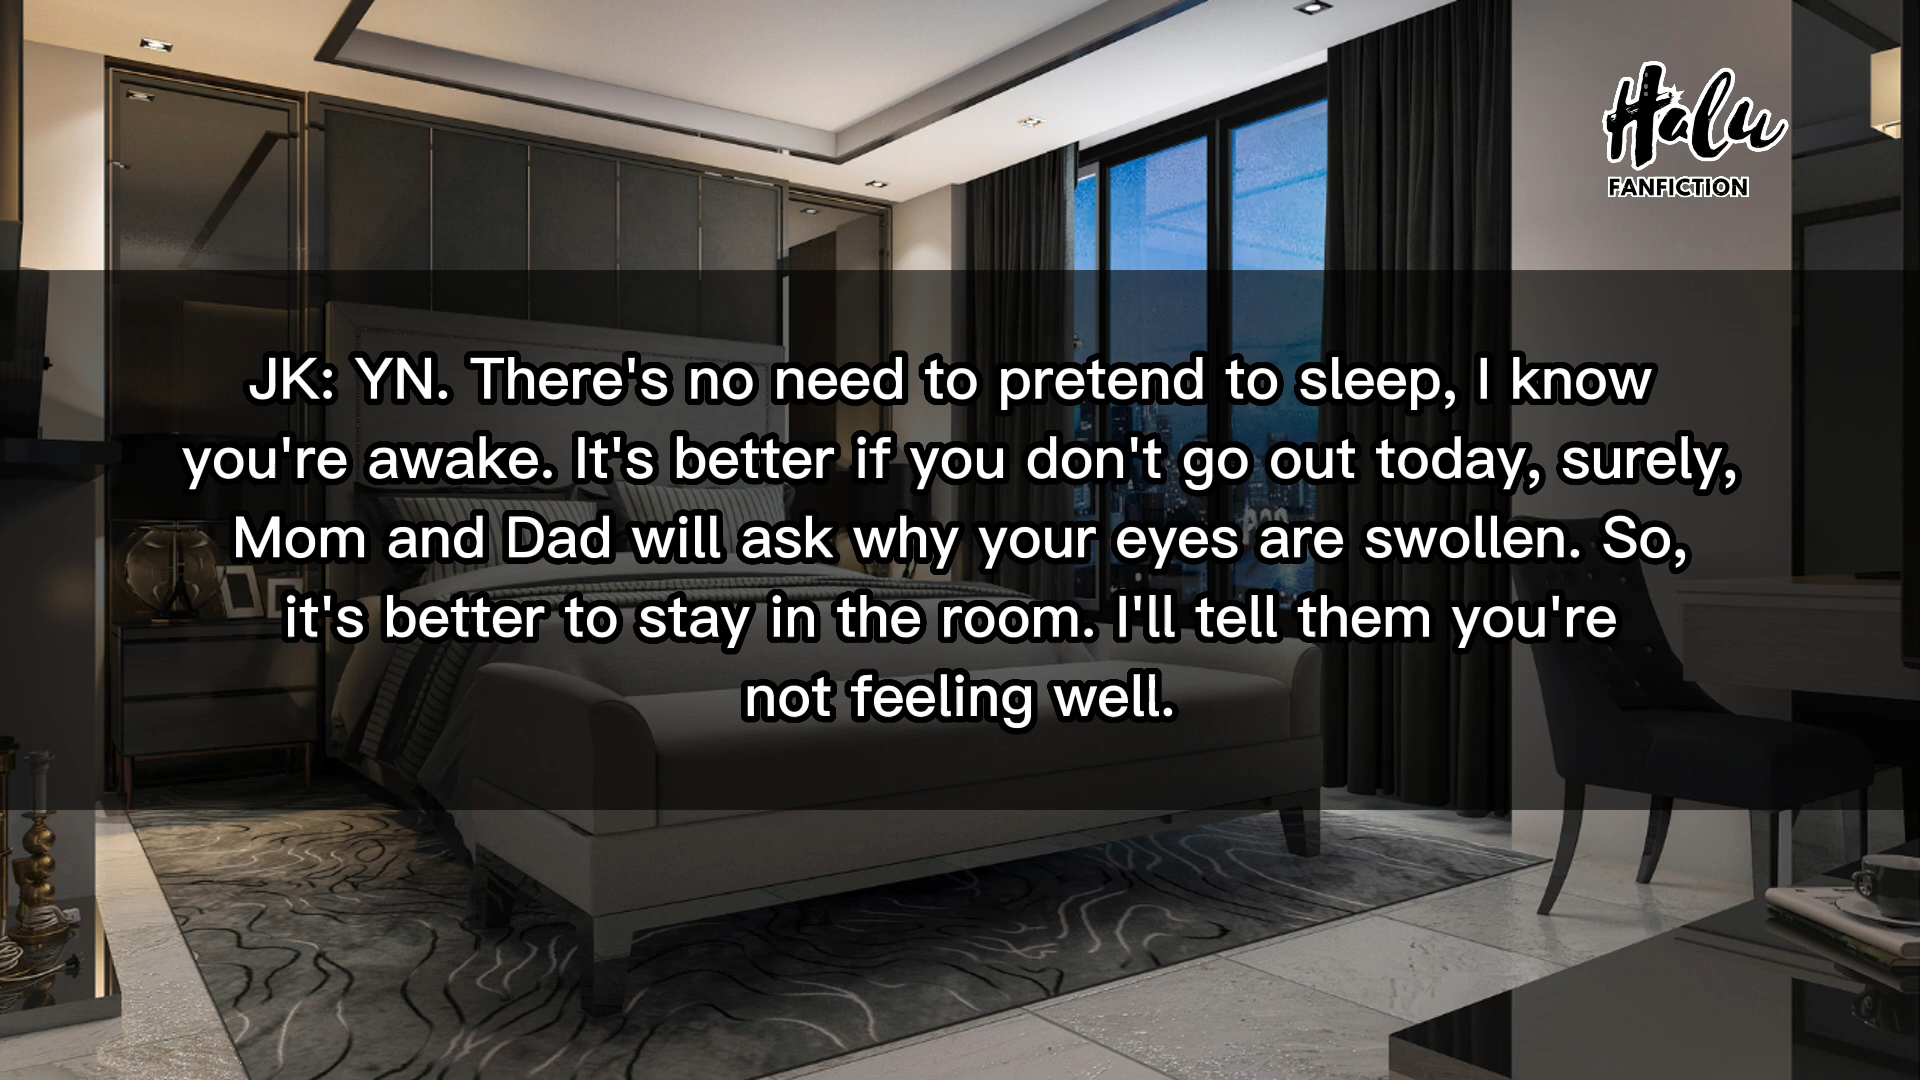 Halu
FANFICTION
JK: YN. There's no need to pretend to sleep, I know
you're awake. It's better if you don't go out today, surely,
Mom and Dad will ask why your eyes are swollen. So,
it's better to stay in the room. I'll tell them you're
not feeling well.